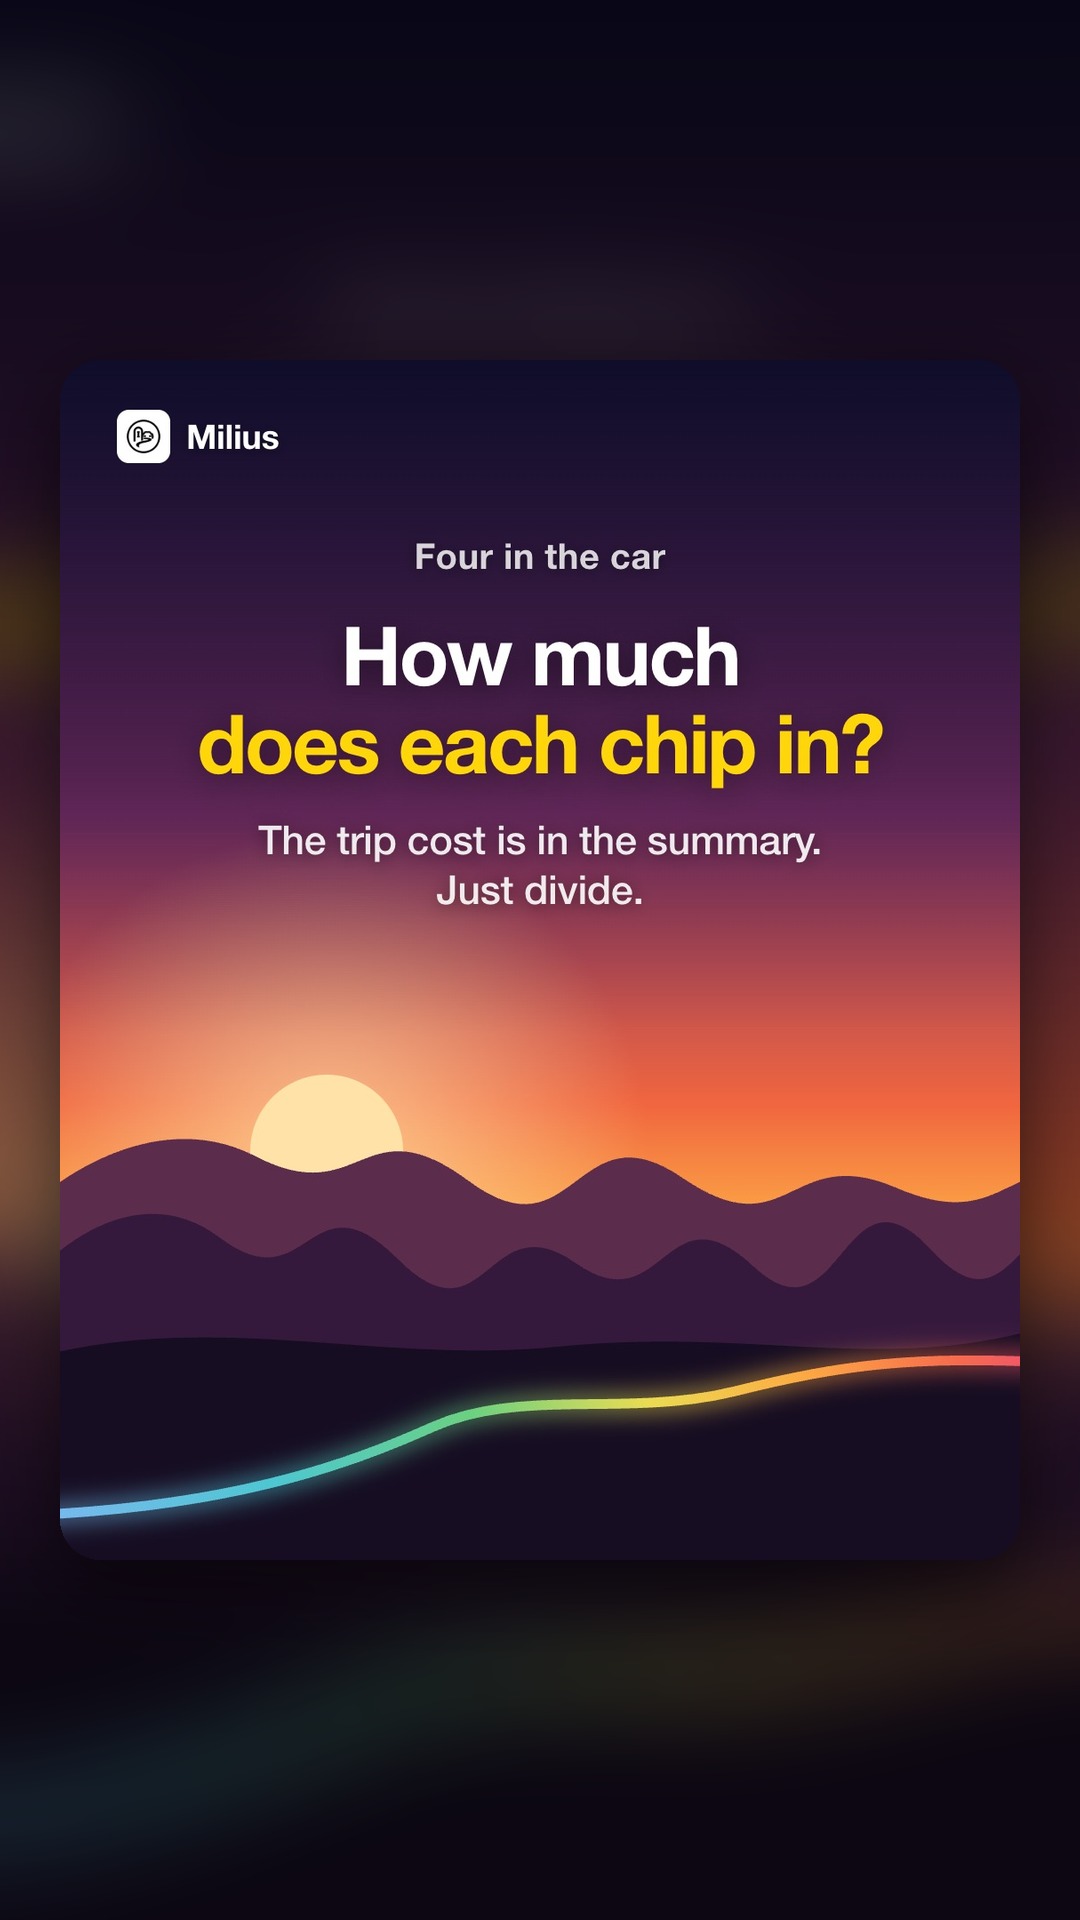 Milius
Four in the car
How much
does each chip in?
The trip cost is in the summary.
Just divide.